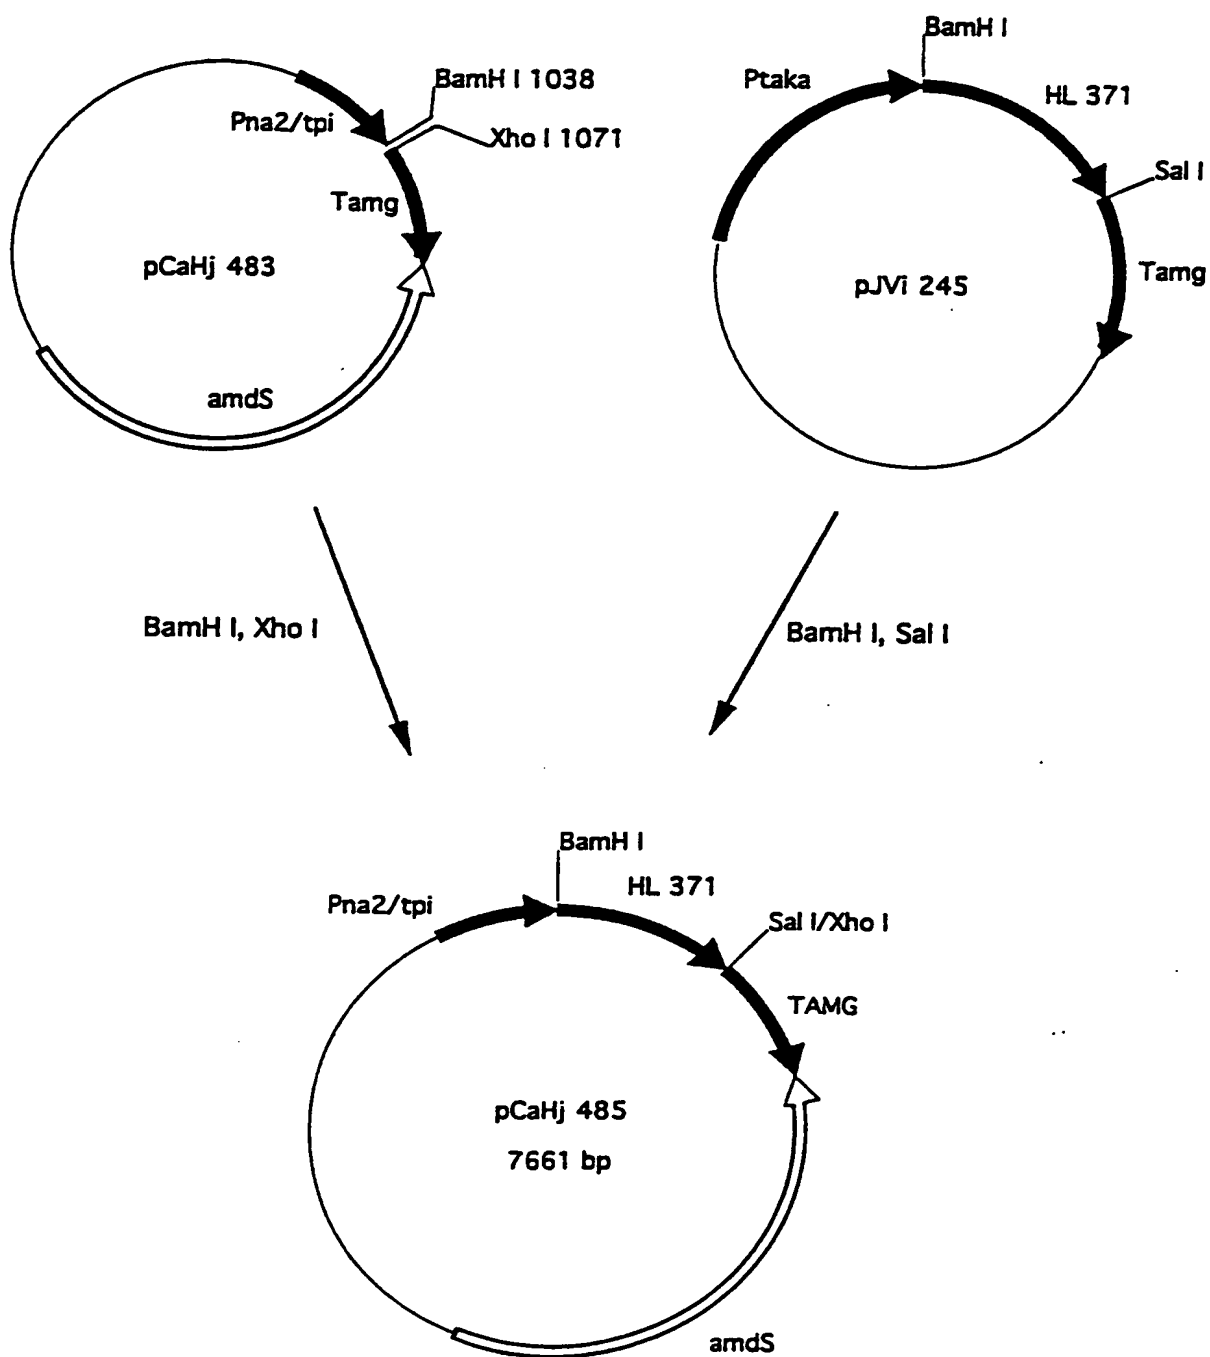 BamH I 1038
Pna2/tpi
Xho I 1071
Tamg
pCaHj 483
amdS
BamH I
Ptaka
HL 371
Sal I
Tamg
pJVi 245
BamH I, Xho I
BamH I, Sal I
BamH I
HL 371
Pna2/tpi
Sal I/Xho I
TAMG
pCaHj 485
7661 bp
amdS